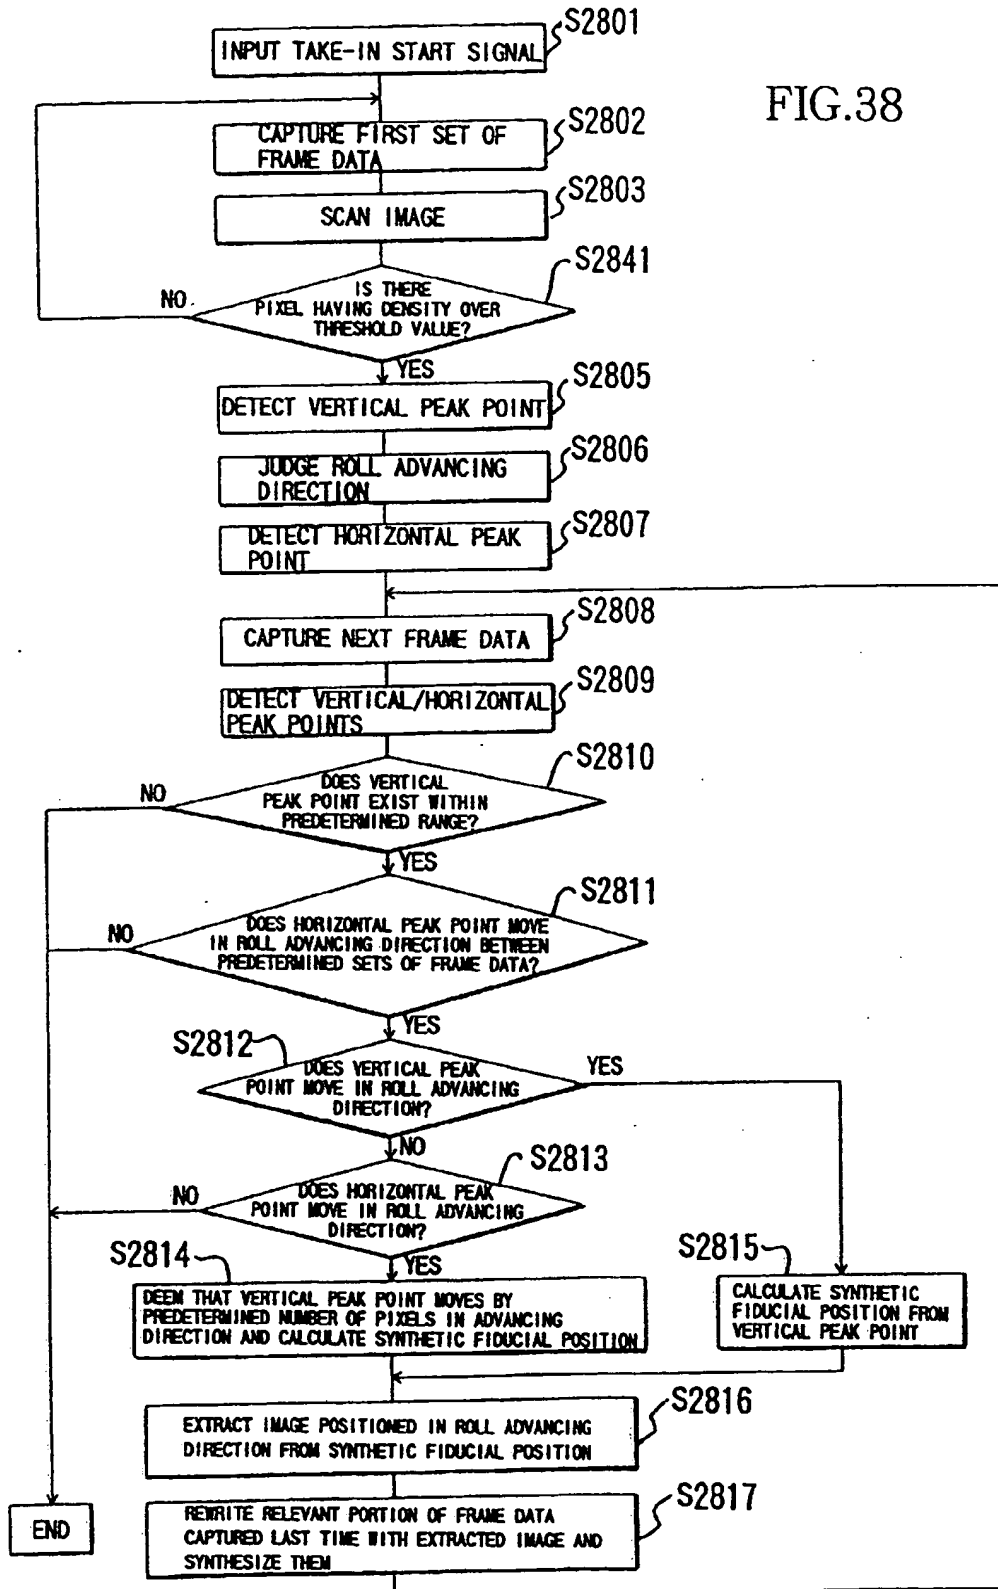 S2801
INPUT TAKE-IN START SIGNAL
FIG.38
S2802
CAPTURE FIRST SET OF
FRAME DATA
S2803
SCAN IMAGE
S2841
IS THERE
PIXEL HAVING DENSITY OVER
THRESHOLD VALUE?
NO
YES
S2805
DETECT VERTICAL PEAK POINT
S2806
JUDGE ROLL ADVANCING
DIRECTION
S2807
DETECT HORIZONTAL PEAK
POINT
S2808
CAPTURE NEXT FRAME DATA
S2809
DETECT VERTICAL/HORIZONTAL
PEAK POINTS
S2810
DOES VERTICAL
PEAK POINT EXIST WITHIN
PREDETERMINED RANGE?
NO
YES
S2811
DOES HORIZONTAL PEAK POINT MOVE
IN ROLL ADVANCING DIRECTION BETWEEN
PREDETERMINED SETS OF FRAME DATA?
NO
YES
S2812
DOES VERTICAL PEAK
POINT MOVE IN ROLL ADVANCING
DIRECTION?
YES
NO
S2813
DOES HORIZONTAL PEAK
POINT MOVE IN ROLL ADVANCING
DIRECTION?
NO
YES
S2814
DEEM THAT VERTICAL PEAK POINT MOVES BY
PREDETERMINED NUMBER OF PIXELS IN ADVANCING
DIRECTION AND CALCULATE SYNTHETIC FIDUCIAL POSITION
S2815
CALCULATE SYNTHETIC
FIDUCIAL POSITION FROM
VERTICAL PEAK POINT
S2816
EXTRACT IMAGE POSITIONED IN ROLL ADVANCING
DIRECTION FROM SYNTHETIC FIDUCIAL POSITION
S2817
REWRITE RELEVANT PORTION OF FRAME DATA
CAPTURED LAST TIME WITH EXTRACTED IMAGE AND
SYNTHESIZE THEM
END